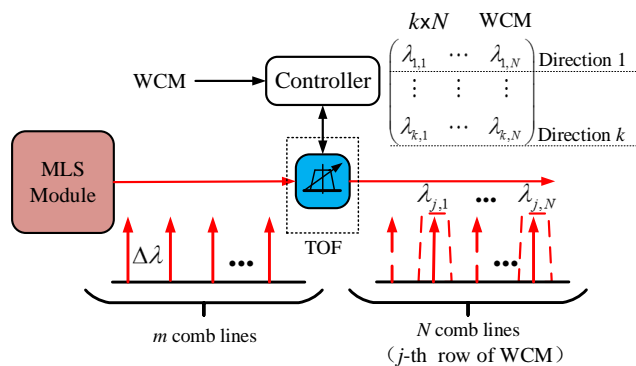 k×N WCM
WCM
Controller
λ1,1 ⋯ λ1,N
⋮ ⋮ ⋮
λk,1 ⋯ λk,N
Direction 1
Direction k
MLS
Module
TOF
λj,1 ⋯ λj,N
Δλ
...
...
m comb lines
N comb lines
(j-th row of WCM)